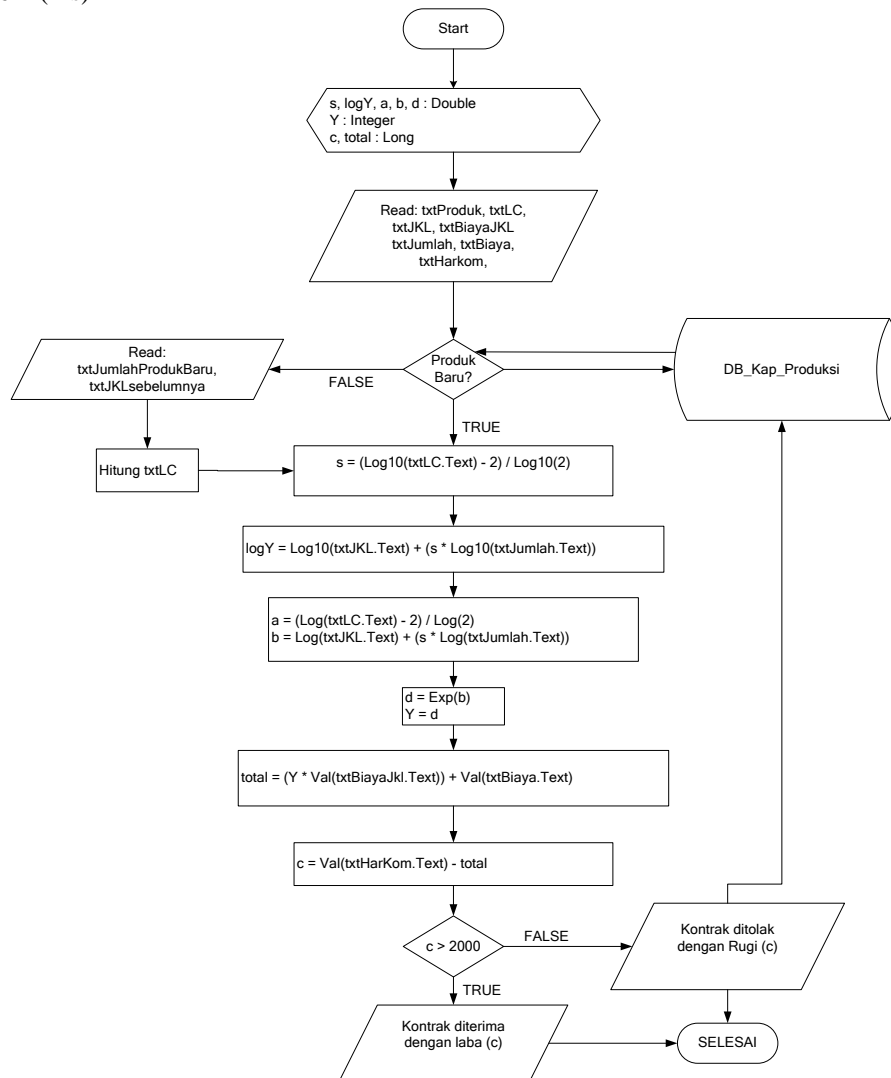 Start
s, logY, a, b, d : Double
Y : Integer
c, total : Long
Read: txtProduk, txtLC,
txtJKL, txtBiayaJKL
txtJumlah, txtBiaya,
txtHarkom,
Produk
Baru?
FALSE
TRUE
DB_Kap_Produksi
Read:
txtJumlahProdukBaru,
txtJKLsebelumnya
Hitung txtLC
s = (Log10(txtLC.Text) - 2) / Log10(2)
logY = Log10(txtJKL.Text) + (s * Log10(txtJumlah.Text))
a = (Log(txtLC.Text) - 2) / Log(2)
b = Log(txtJKL.Text) + (s * Log(txtJumlah.Text))
d = Exp(b)
Y = d
total = (Y * Val(txtBiayaJkl.Text)) + Val(txtBiaya.Text)
c = Val(txtHarKom.Text) - total
c > 2000
FALSE
TRUE
Kontrak ditolak
dengan Rugi (c)
Kontrak diterima
dengan laba (c)
SELESAI